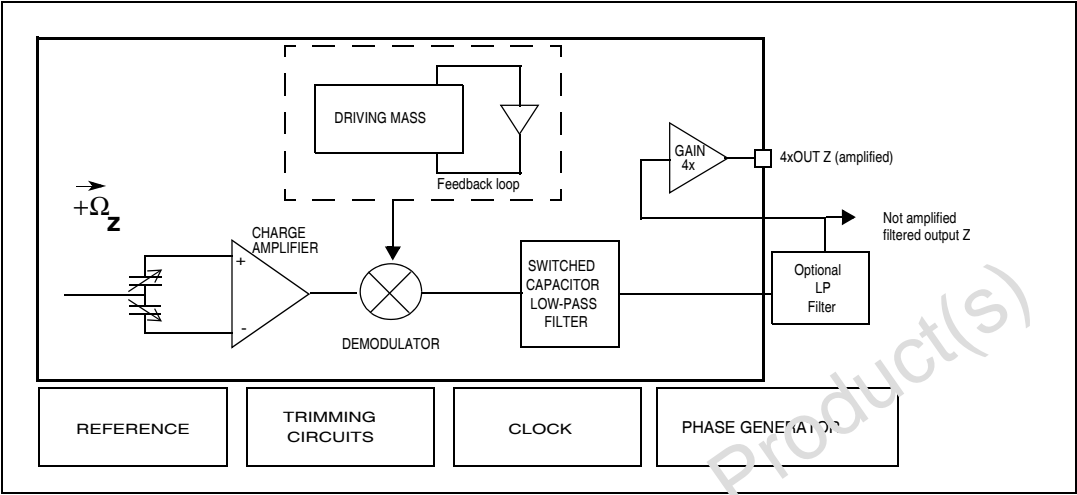 DRIVING MASS
Feedback loop
GAIN
4x
4xOUT Z (amplified)
+Ω
z
Not amplified
filtered output Z
CHARGE
AMPLIFIER
+
-
DEMODULATOR
SWITCHED
CAPACITOR
LOW-PASS
FILTER
Optional
LP
Filter
REFERENCE
TRIMMING
CIRCUITS
CLOCK
PHASE GENERATOR
Product(s)